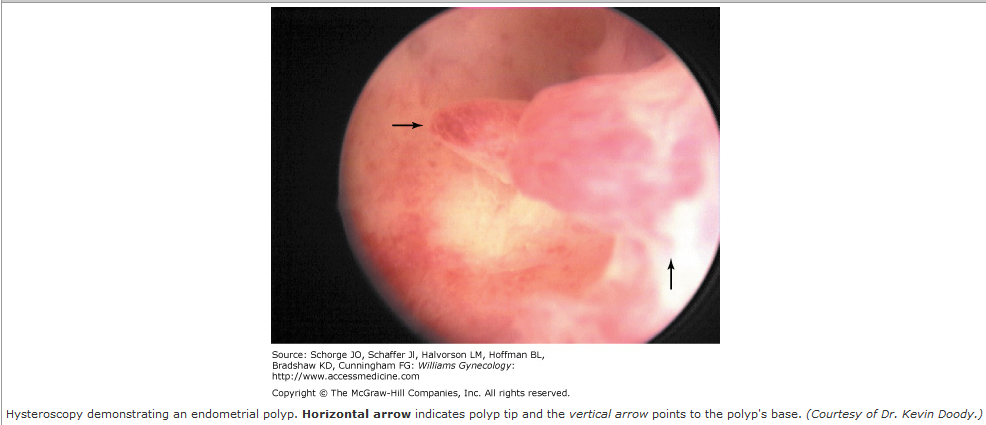 Source: Schorge JO, Schaffer JI, Halvorson LM, Hoffman BL,
Bradshaw KD, Cunningham FG: Williams Gynecology:
http://www.accessmedicine.com
Copyright © The McGraw-Hill Companies, Inc. All rights reserved.
Hysteroscopy demonstrating an endometrial polyp. Horizontal arrow indicates polyp tip and the vertical arrow points to the polyp's base. (Courtesy of Dr. Kevin Doody.)